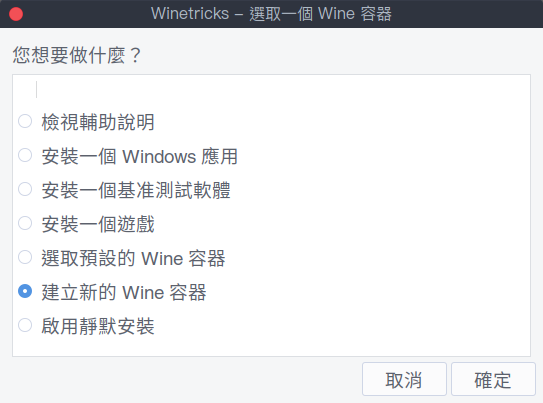 Winetricks – 選取一個 Wine 容器
您想要做什麼？
檢視輔助說明
安裝一個 Windows 應用
安裝一個基准測試軟體
安裝一個遊戲
選取預設的 Wine 容器
建立新的 Wine 容器
啟用靜默安裝
取消
確定